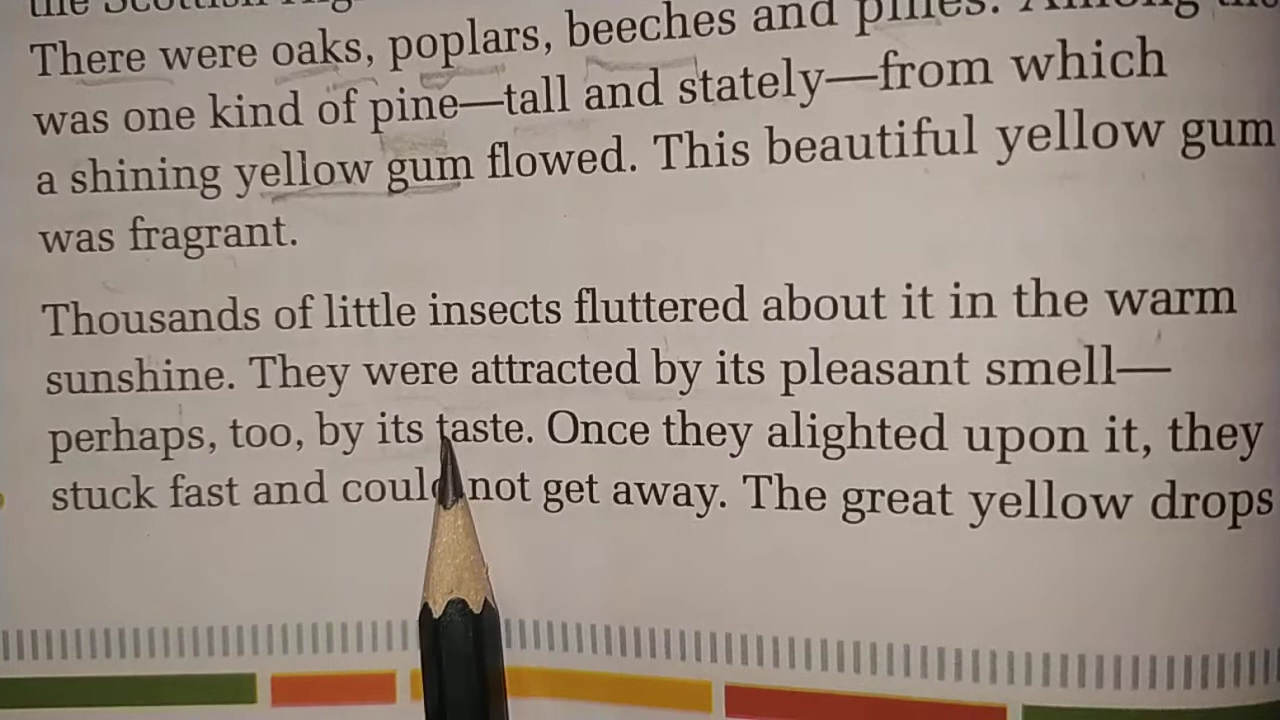 the Scottish
There were oaks, poplars, beeches and pines. Among the
was one kind of pine—tall and stately—from which
a shining yellow gum flowed. This beautiful yellow gum
was fragrant.
Thousands of little insects fluttered about it in the warm
sunshine. They were attracted by its pleasant smell—
perhaps, too, by its taste. Once they alighted upon it, they
stuck fast and could not get away. The great yellow drops